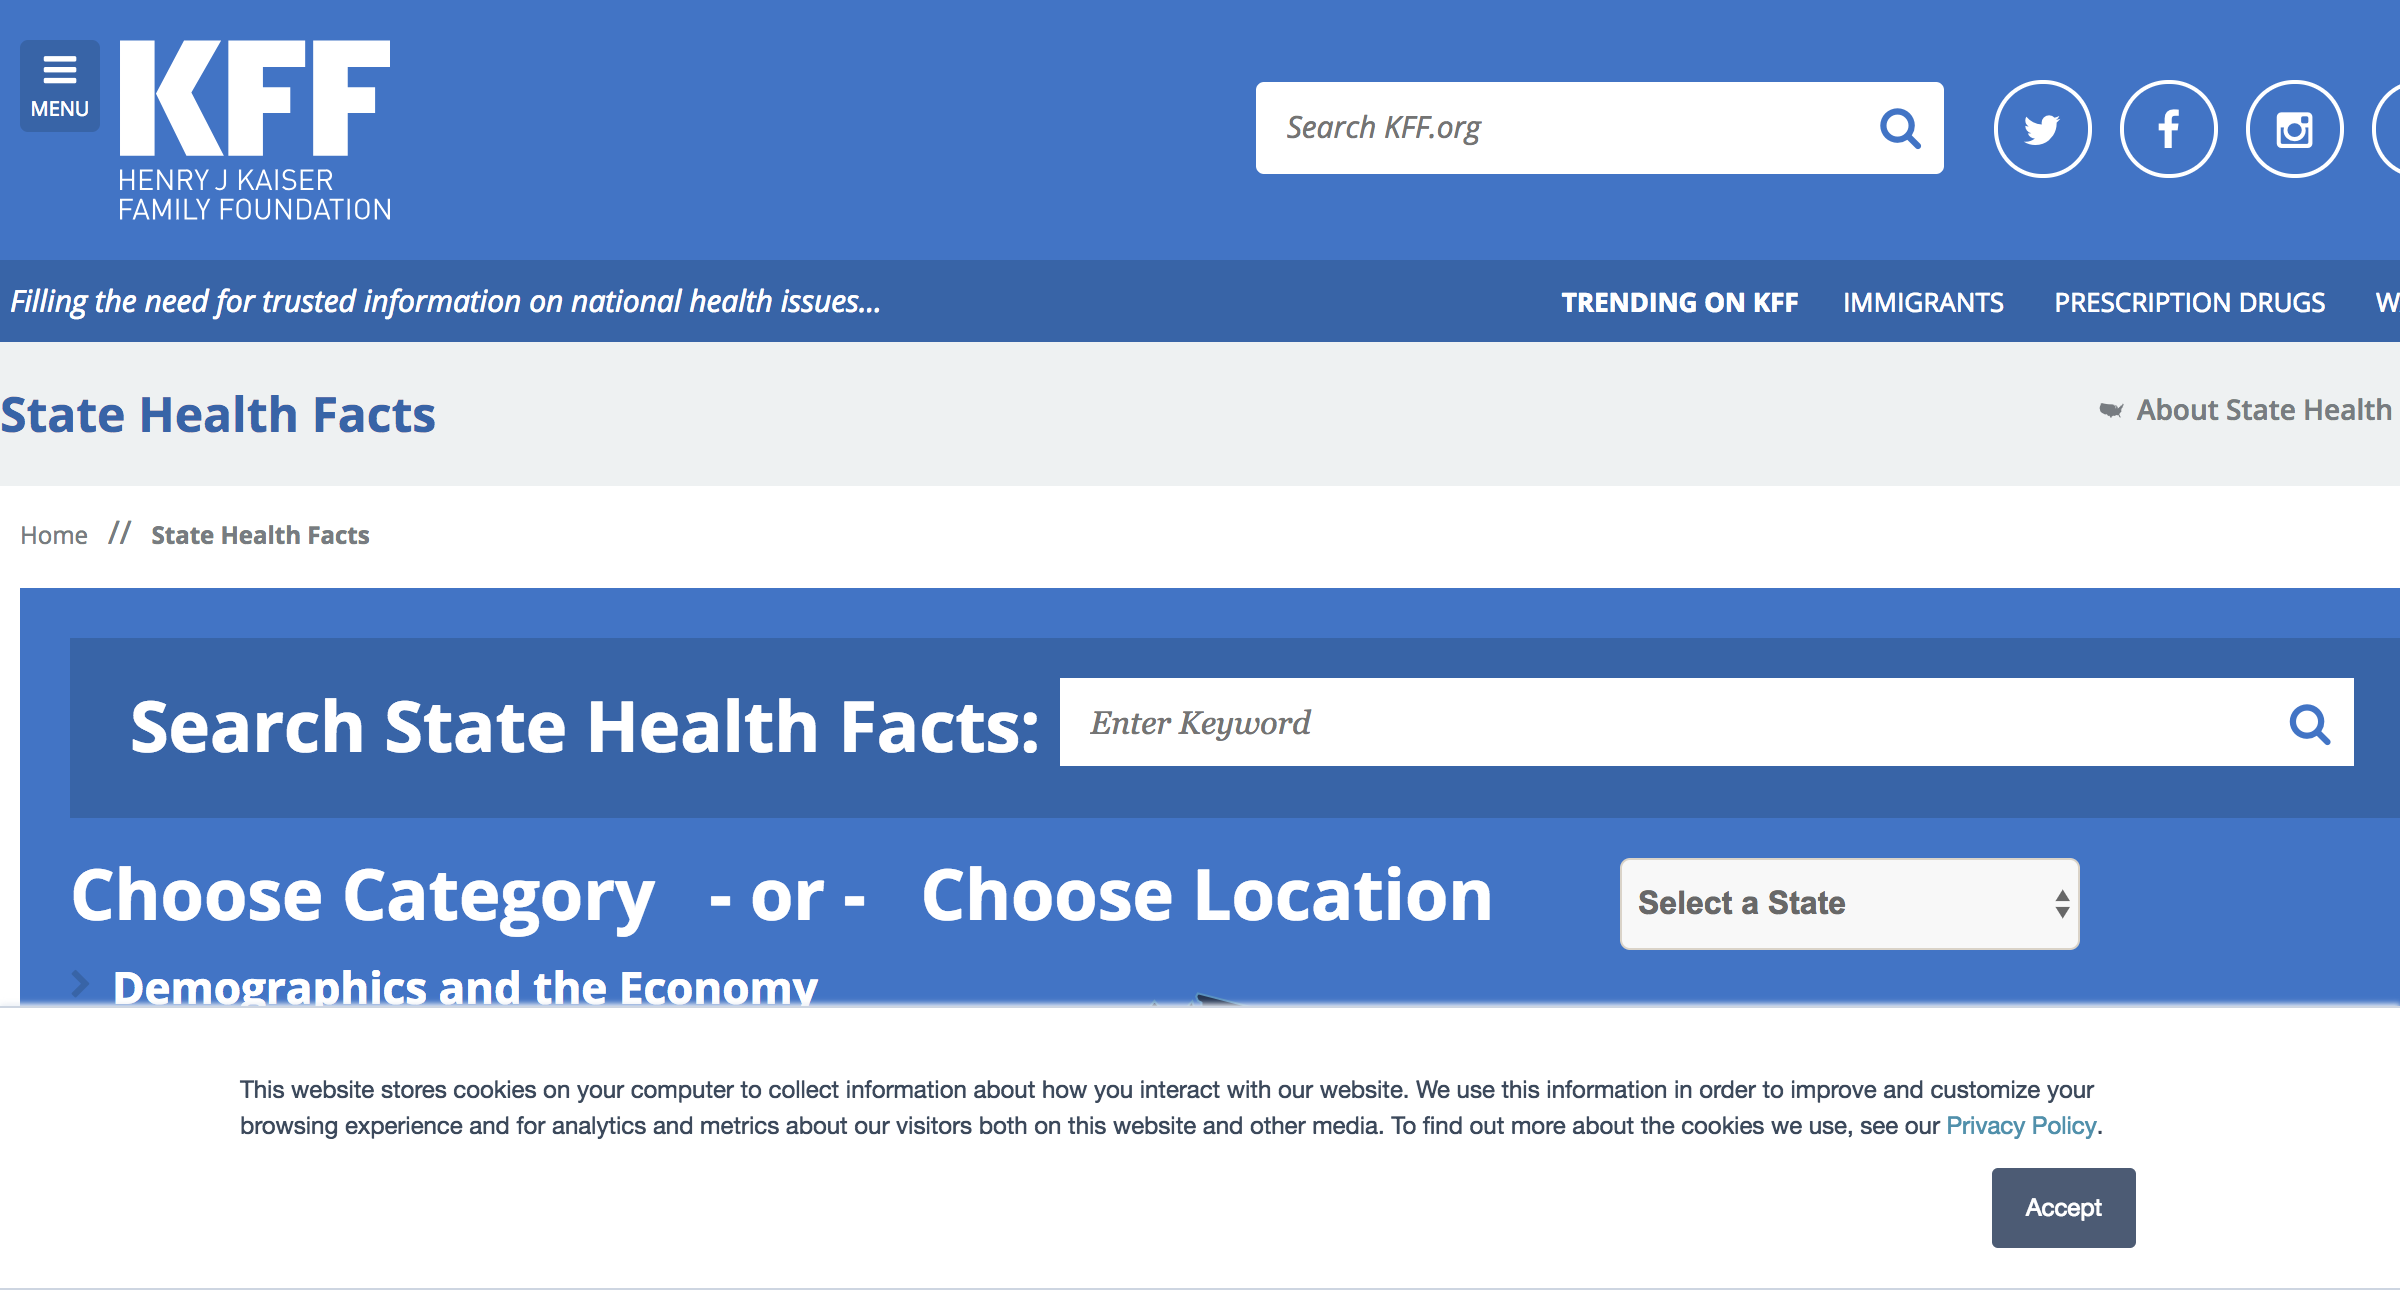 MENU
KFF
HENRY J KAISER
FAMILY FOUNDATION
Search KFF.org
Filling the need for trusted information on national health issues...
TRENDING ON KFF IMMIGRANTS PRESCRIPTION DRUGS
State Health Facts
About State Health
Home // State Health Facts
Search State Health Facts:
Enter Keyword
Choose Category - or - Choose Location
Select a State
Demographics and the Economy
This website stores cookies on your computer to collect information about how you interact with our website. We use this information in order to improve and customize your
browsing experience and for analytics and metrics about our visitors both on this website and other media. To find out more about the cookies we use, see our Privacy Policy.
Accept